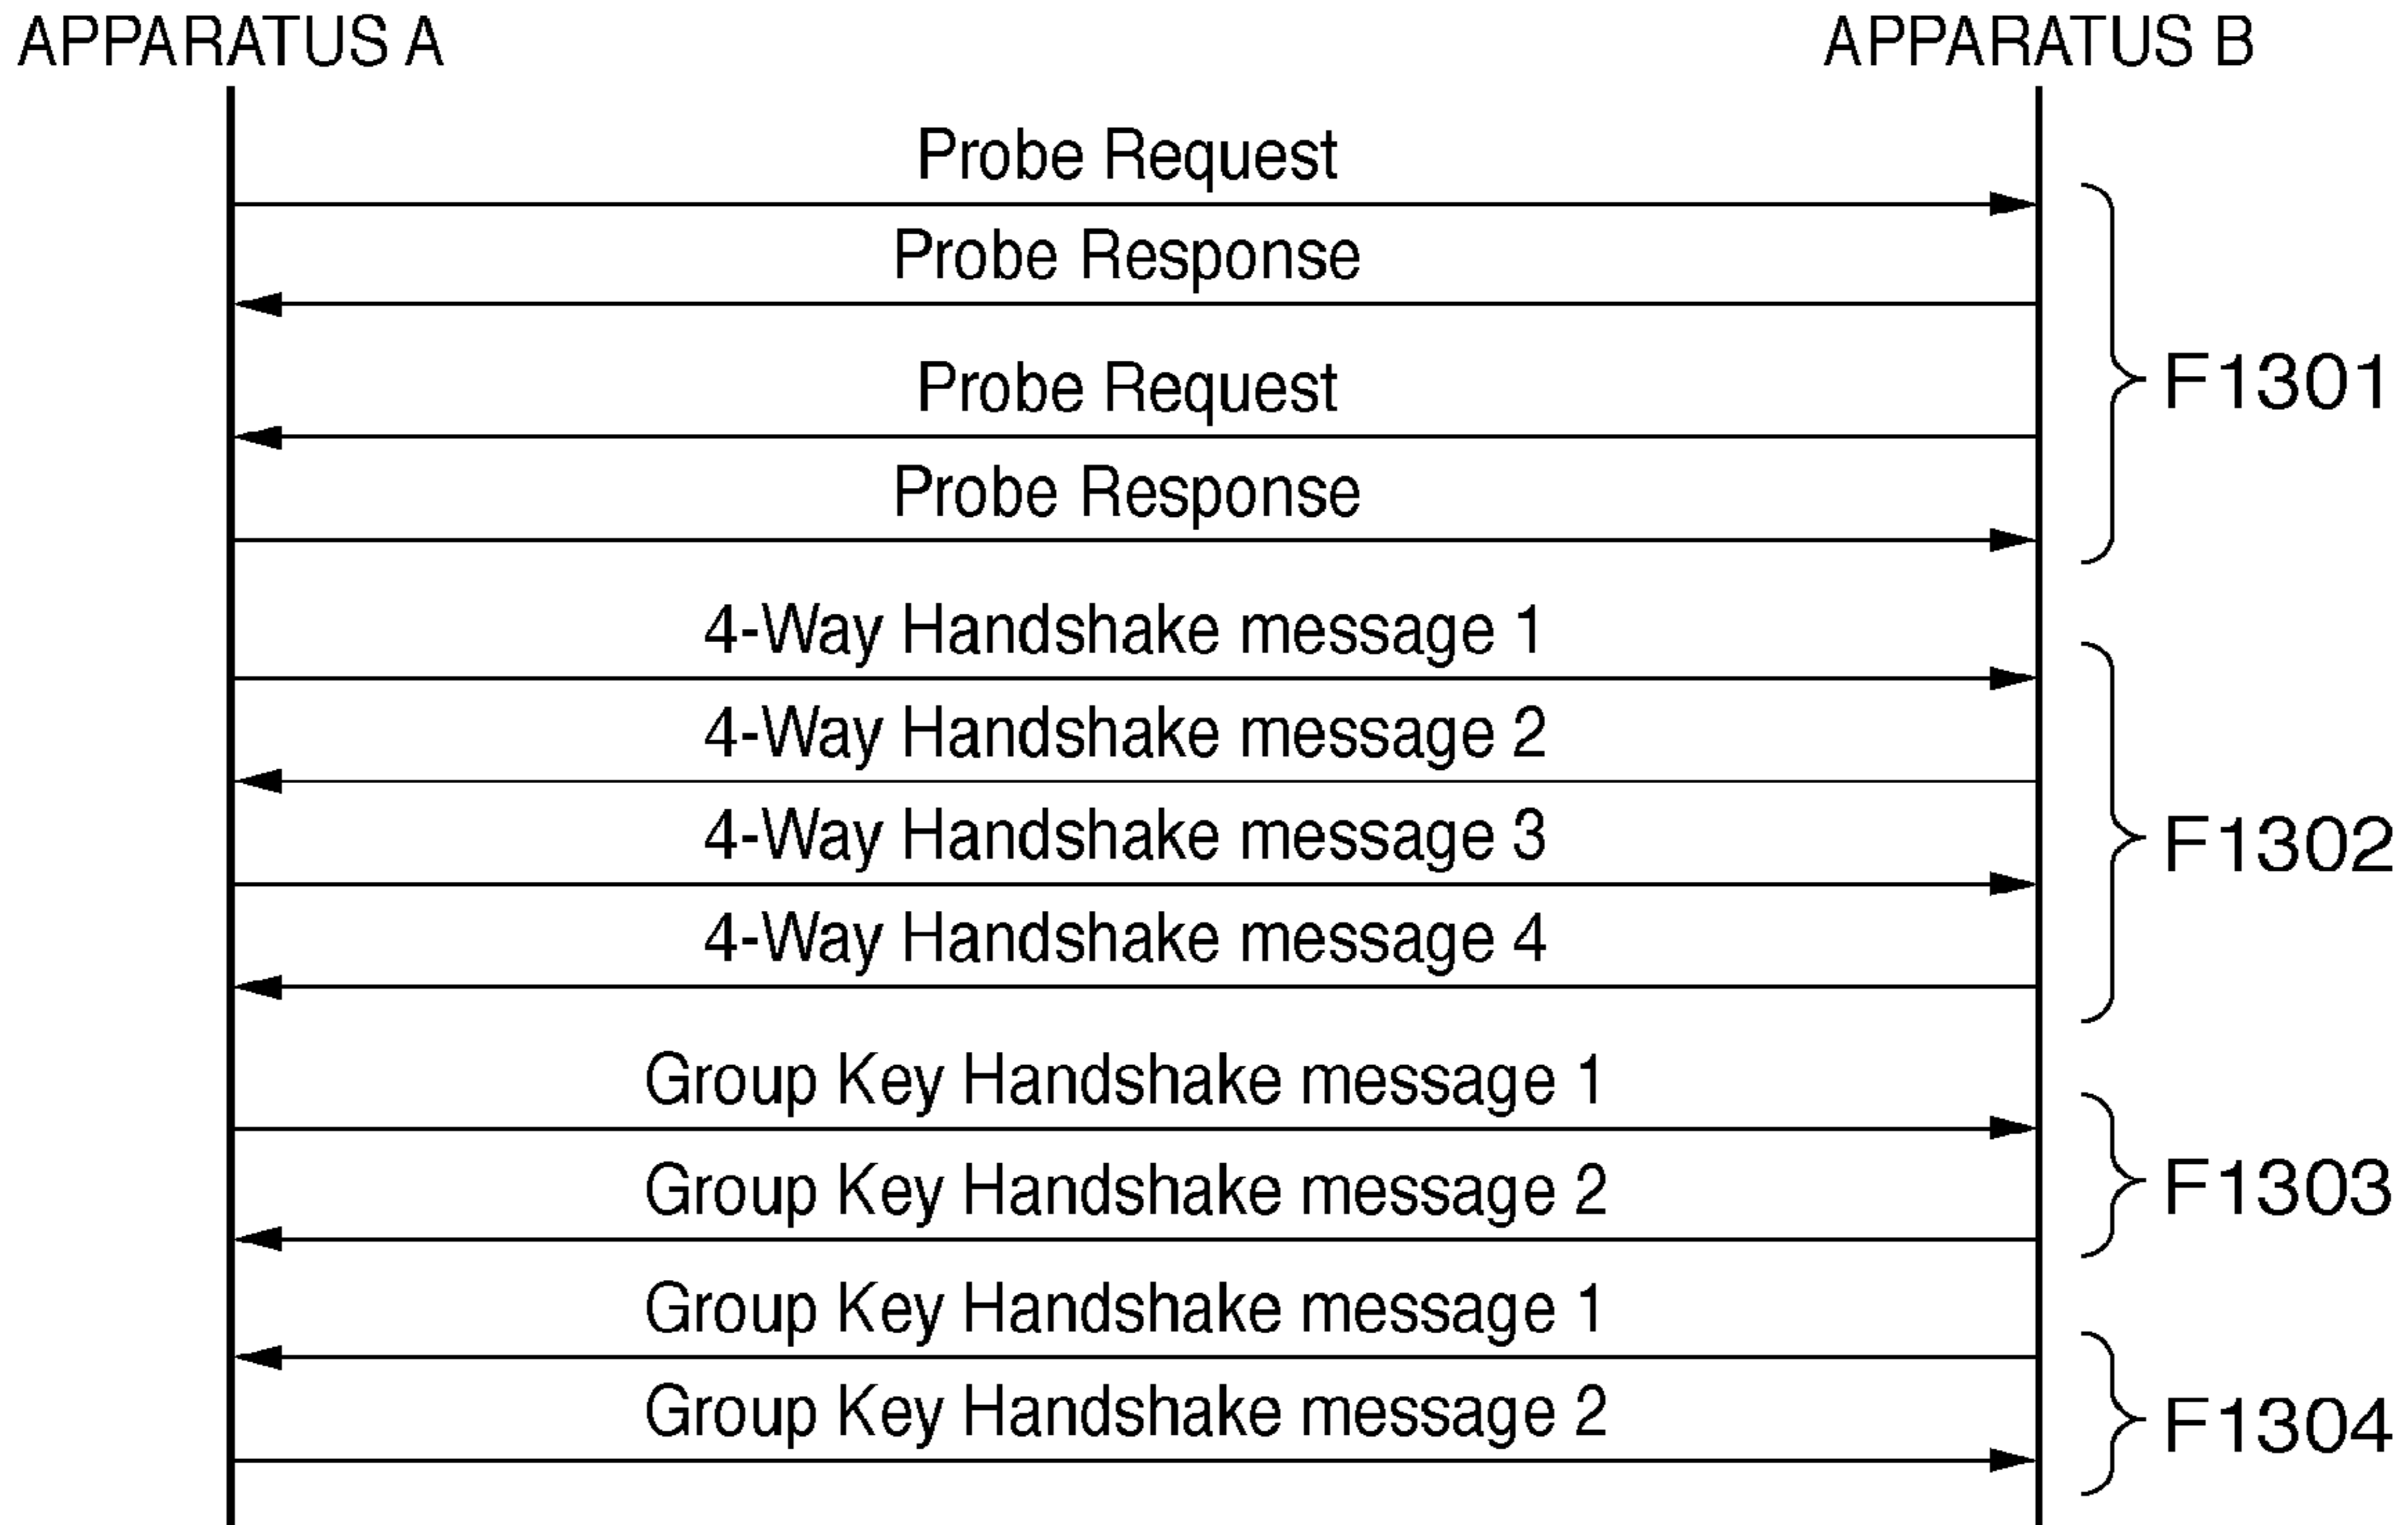 APPARATUS A
APPARATUS B
Probe Request
Probe Response
Probe Request
F1301
Probe Response
4-Way Handshake message 1
4-Way Handshake message 2
4-Way Handshake message 3
F1302
4-Way Handshake message 4
Group Key Handshake message 1
Group Key Handshake message 2
F1303
Group Key Handshake message 1
Group Key Handshake message 2
F1304